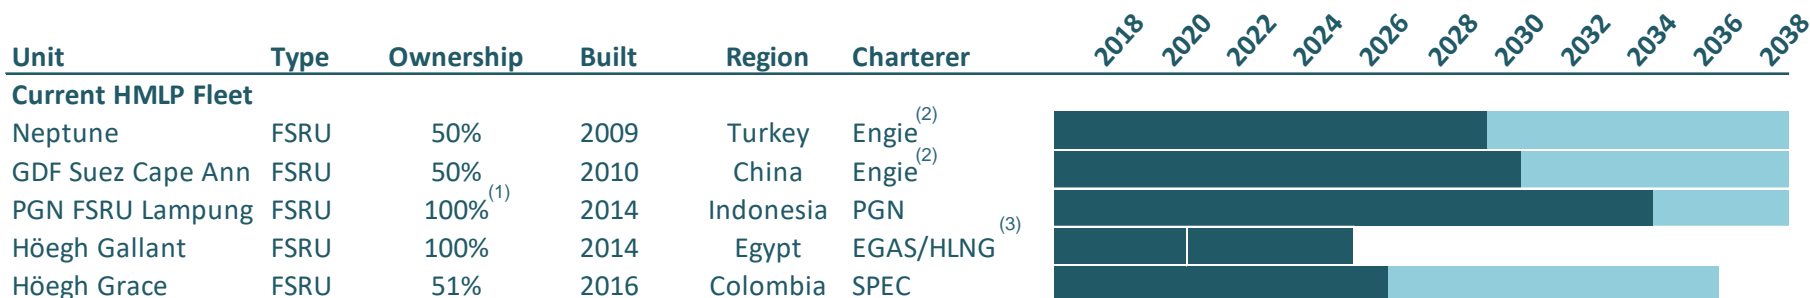 2018 2020 2022 2024 2026 2028 2030 2032 2034 2036 2038
Unit Type Ownership Built Region Charterer
Current HMLP Fleet
Neptune FSRU 50% 2009 Turkey Engie(2)
GDF Suez Cape Ann FSRU 50% 2010 China Engie(2)
PGN FSRU Lampung FSRU 100%(1) 2014 Indonesia PGN
Höegh Gallant FSRU 100% 2014 Egypt EGAS/HLNG(3)
Höegh Grace FSRU 51% 2016 Colombia SPEC